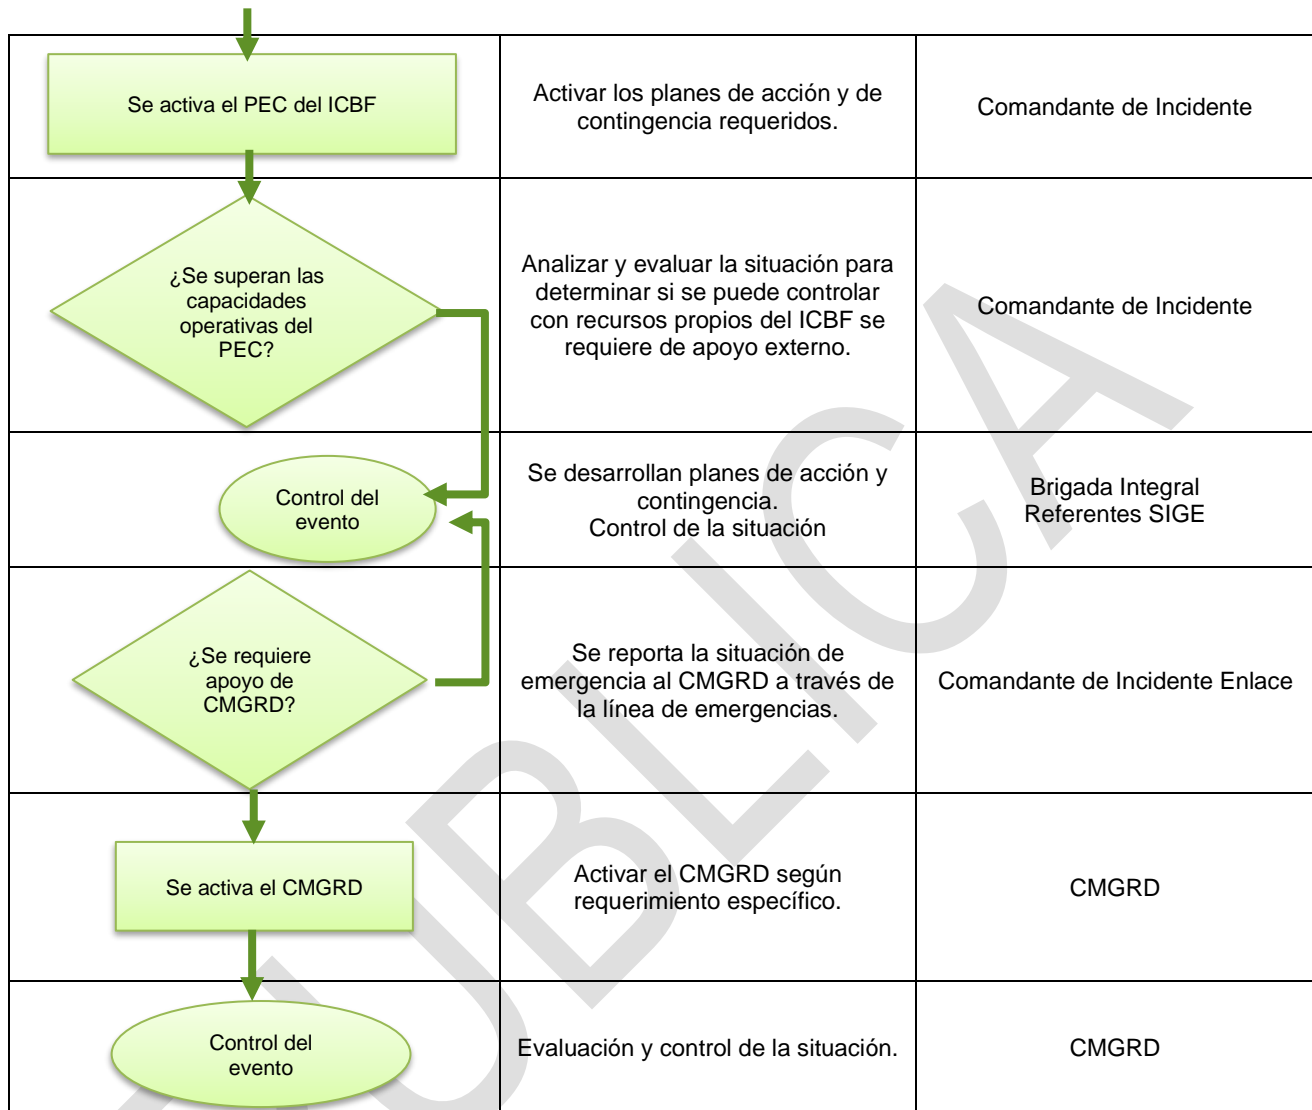 Se activa el PEC del ICBF
Activar los planes de acción y de
contingencia requeridos.
Comandante de Incidente
¿Se superan las
capacidades
operativas del
PEC?
Analizar y evaluar la situación para
determinar si se puede controlar
con recursos propios del ICBF se
requiere de apoyo externo.
Comandante de Incidente
Control del
evento
Se desarrollan planes de acción y
contingencia.
Control de la situación
Brigada Integral
Referentes SIGE
¿Se requiere
apoyo de
CMGRD?
Se reporta la situación de
emergencia al CMGRD a través de
la línea de emergencias.
Comandante de Incidente Enlace
Se activa el CMGRD
Activar el CMGRD según
requerimiento específico.
CMGRD
Control del
evento
Evaluación y control de la situación.
CMGRD
UBLICA